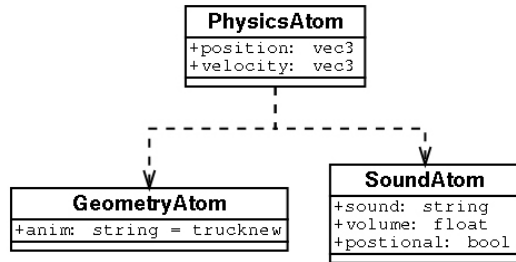 PhysicsAtom
+position: vec3
+velocity: vec3
GeometryAtom
+anim: string = trucknew
SoundAtom
+sound: string
+volume: float
+postional: bool